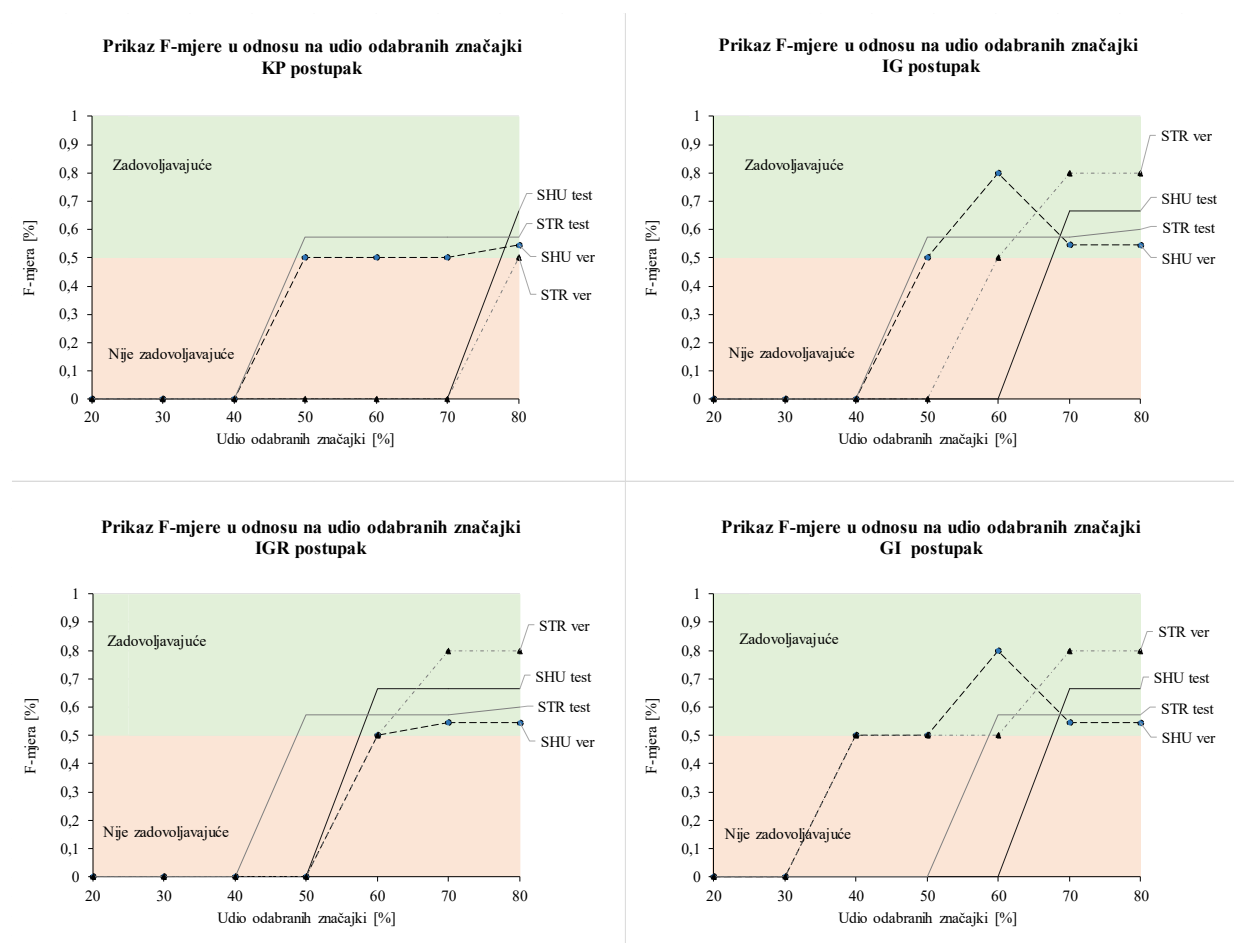 Prikaz F-mjere u odnosu na udio odabranih značajki
KP postupak
F-mjera [%]
1
0,9
0,8
0,7
0,6
0,5
0,4
0,3
0,2
0,1
0
Zadovoljavajuće
Nije zadovoljavajuće
SHU test
STR test
SHU ver
STR ver
20 30 40 50 60 70 80
Udio odabranih značajki [%]
Prikaz F-mjere u odnosu na udio odabranih značajki
IG postupak
F-mjera [%]
1
0,9
0,8
0,7
0,6
0,5
0,4
0,3
0,2
0,1
0
Zadovoljavajuće
Nije zadovoljavajuće
STR ver
SHU test
STR test
SHU ver
20 30 40 50 60 70 80
Udio odabranih značajki [%]
Prikaz F-mjere u odnosu na udio odabranih značajki
IGR postupak
F-mjera [%]
1
0,9
0,8
0,7
0,6
0,5
0,4
0,3
0,2
0,1
0
Zadovoljavajuće
Nije zadovoljavajuće
STR ver
SHU test
STR test
SHU ver
20 30 40 50 60 70 80
Udio odabranih značajki [%]
Prikaz F-mjere u odnosu na udio odabranih značajki
GI postupak
F-mjera [%]
1
0,9
0,8
0,7
0,6
0,5
0,4
0,3
0,2
0,1
0
Zadovoljavajuće
Nije zadovoljavajuće
STR ver
SHU test
STR test
SHU ver
20 30 40 50 60 70 80
Udio odabranih značajki [%]